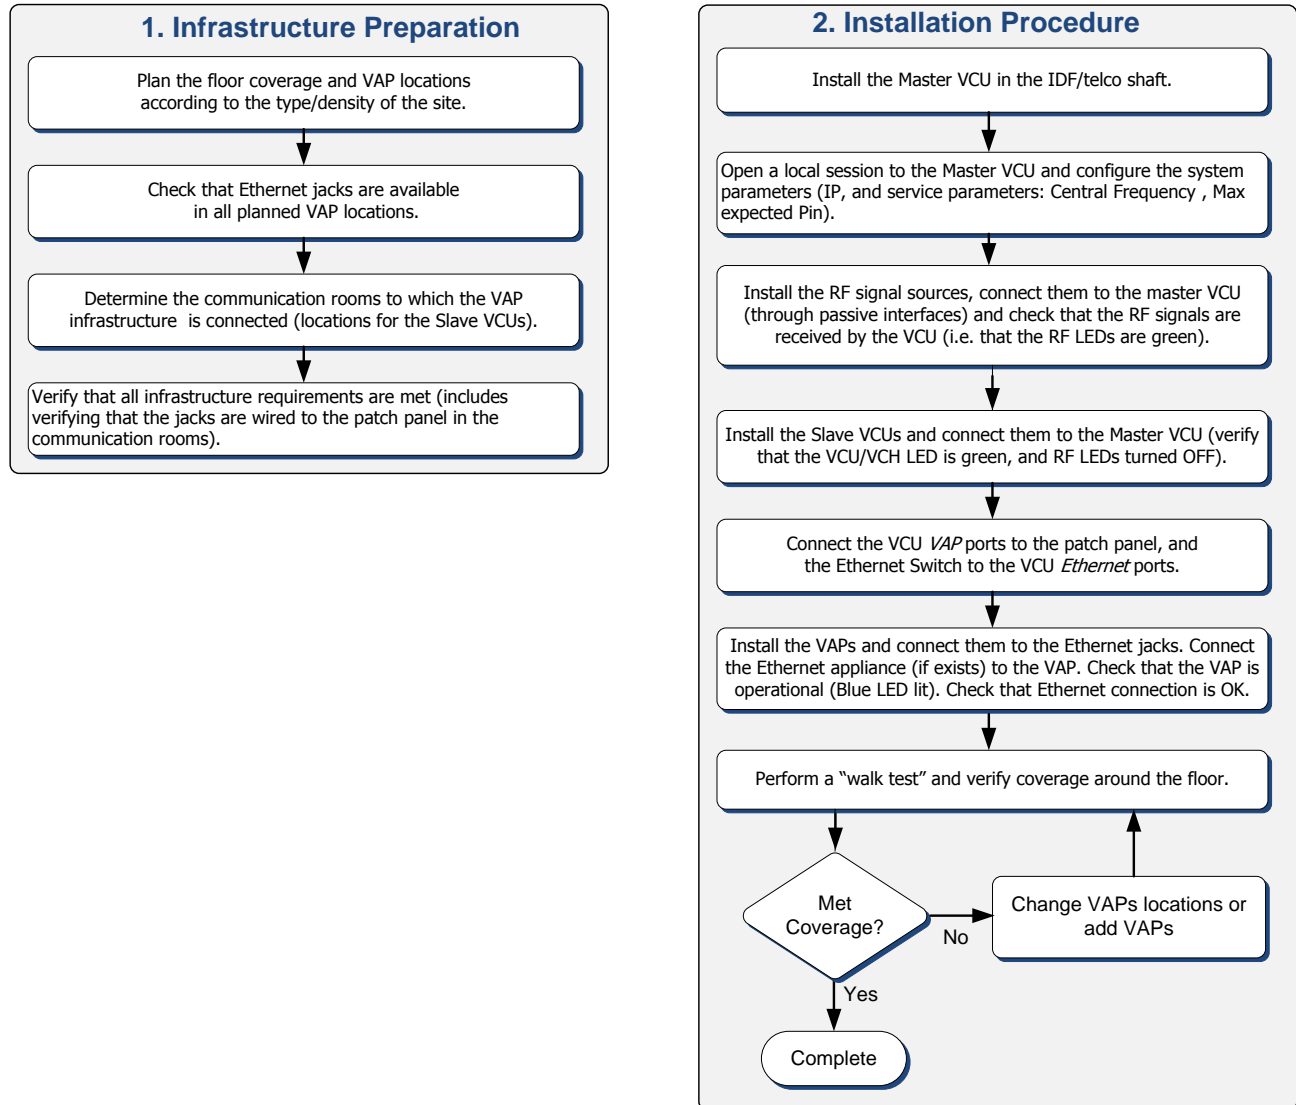 1. Infrastructure Preparation
Plan the floor coverage and VAP locations
according to the type/density of the site.
Check that Ethernet jacks are available
in all planned VAP locations.
Determine the communication rooms to which the VAP
infrastructure is connected (locations for the Slave VCUs).
Verify that all infrastructure requirements are met (includes
verifying that the jacks are wired to the patch panel in the
communication rooms).
2. Installation Procedure
Install the Master VCU in the IDF/telco shaft.
Open a local session to the Master VCU and configure the system
parameters (IP, and service parameters: Central Frequency , Max
expected Pin).
Install the RF signal sources, connect them to the master VCU
(through passive interfaces) and check that the RF signals are
received by the VCU (i.e. that the RF LEDs are green).
Install the Slave VCUs and connect them to the Master VCU (verify
that the VCU/VCH LED is green, and RF LEDs turned OFF).
Connect the VCU VAP ports to the patch panel, and
the Ethernet Switch to the VCU Ethernet ports.
Install the VAPs and connect them to the Ethernet jacks. Connect
the Ethernet appliance (if exists) to the VAP. Check that the VAP is
operational (Blue LED lit). Check that Ethernet connection is OK.
Perform a “walk test” and verify coverage around the floor.
Met
Coverage?
No
Change VAPs locations or
add VAPs
Yes
Complete